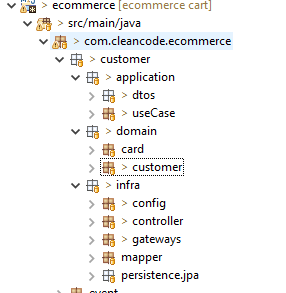 > ecommerce [ecommerce cart]
> src/main/java
> com.cleancode.ecommerce
> customer
> application
> dtos
> useCase
> domain
card
> customer
> infra
> config
> controller
> gateways
mapper
persistence.jpa
> event